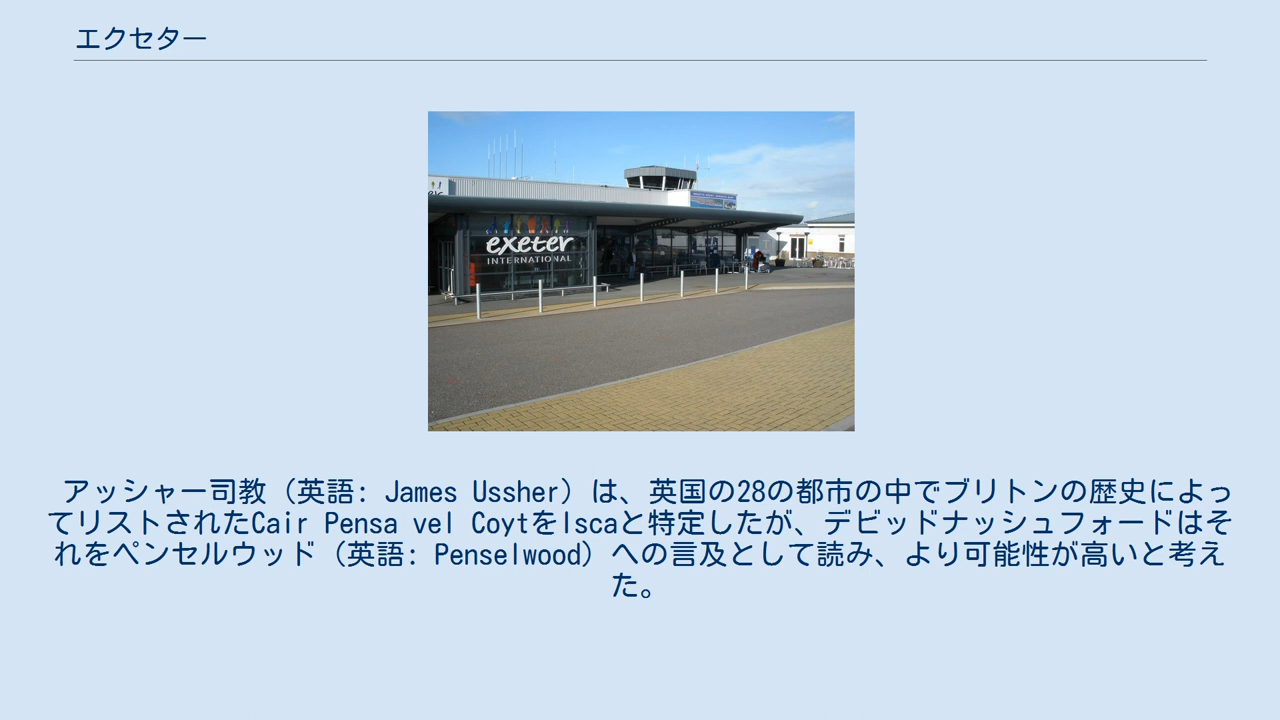 エクセター
exeter
INTERNATIONAL
アッシャー司教（英語: James Ussher）は、英国の28の都市の中でブリトンの歴史によっ
てリストされたCair Pensa vel CoytをIscaと特定したが、デビッドナッシュフォードはそ
れをペンセルウッド（英語: Penselwood）への言及として読み、より可能性が高いと考え
た。